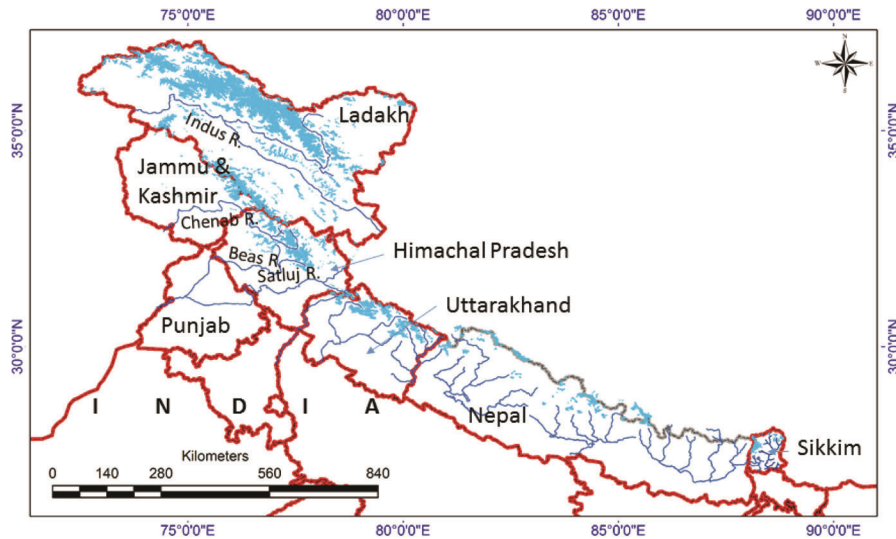 75°0'0"E 80°0'0"E 85°0'0"E 90°0'0"E
N
W E
S
35°0'0"N
35°0'0"N
Ladakh
Indus R.
Jammu &
Kashmir
Chenab R.
Himachal Pradesh
Beas R.
Satluj R.
Uttarakhand
Punjab
30°0'0"N
30°0'0"N
I N D I A
Nepal
Sikkim
Kilometers
0 140 280 560 840
75°0'0"E 80°0'0"E 85°0'0"E 90°0'0"E